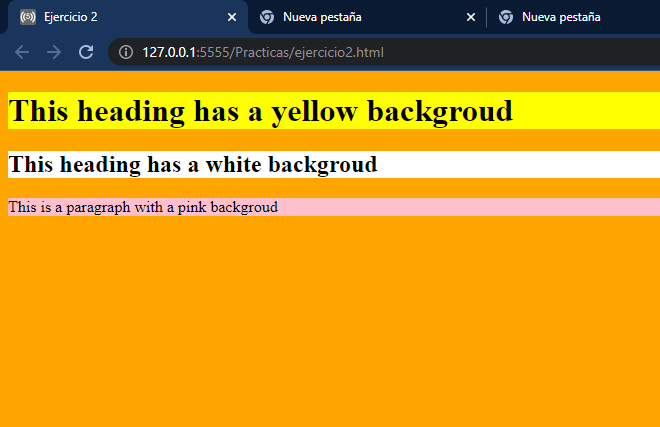 Ejercicio 2
Nueva pestaña
Nueva pestaña
127.0.0.1:5555/Practicas/ejercicio2.html
This heading has a yellow backgroud
This heading has a white backgroud
This is a paragraph with a pink backgroud